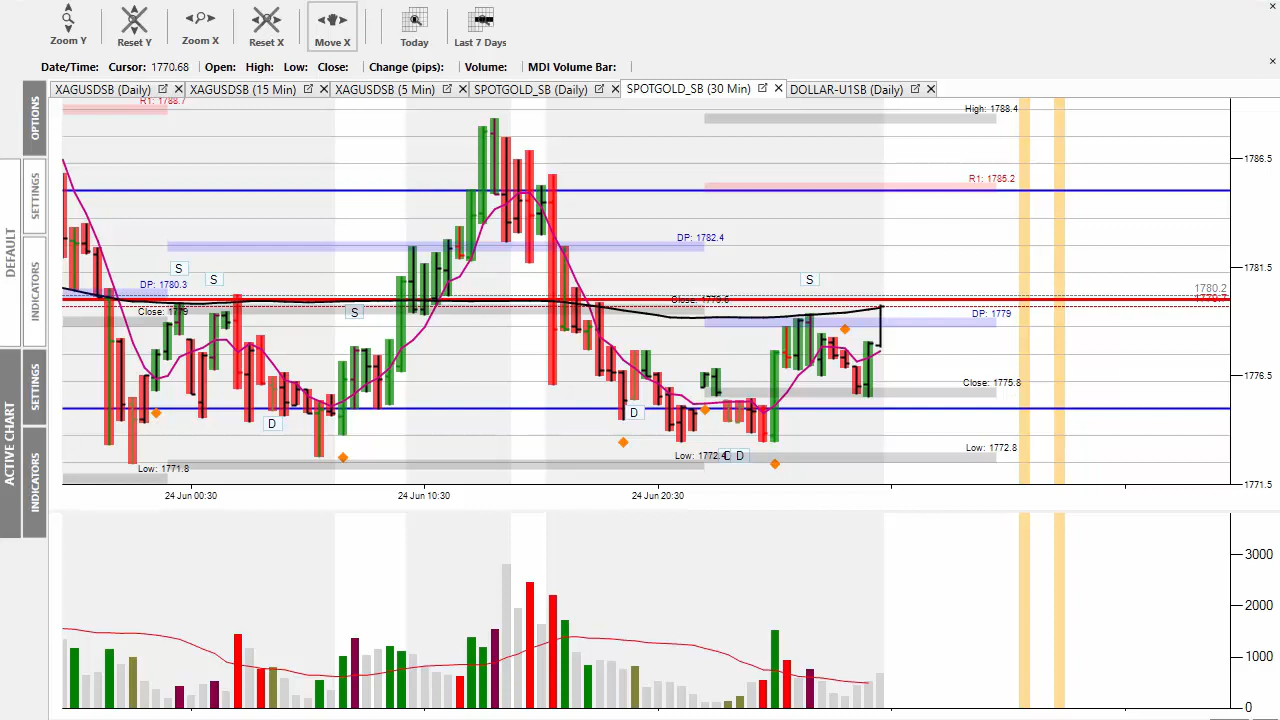 Zoom Y Reset Y Zoom X Reset X Move X Today Last 7 Days
Date/Time: Cursor: 1770.68 Open: High: Low: Close: Change (pips): Volume: MDI Volume Bar:
XAGUSDSB (Daily) XAGUSDSB (15 Min) XAGUSDSB (5 Min) SPOTGOLD_SB (Daily) SPOTGOLD_SB (30 Min) DOLLAR-U1SB (Daily)
OPTIONS
SETTINGS
INDICATORS
DEFAULT
SETTINGS
INDICATORS
ACTIVE CHART
R1: 1788.7
High: 1788.4
1786.5
R1: 1785.2
DP: 1782.4
S
S
S
1781.5
DP: 1780.3
1780.2
Close: 1779
S
DP: 1779
1776.5
Close: 1775.8
D
D
D
Low: 1772.8
Low: 1771.8
Low: 1772.4
1771.5
24 Jun 00:30 24 Jun 10:30 24 Jun 20:30
3000
2000
1000
0